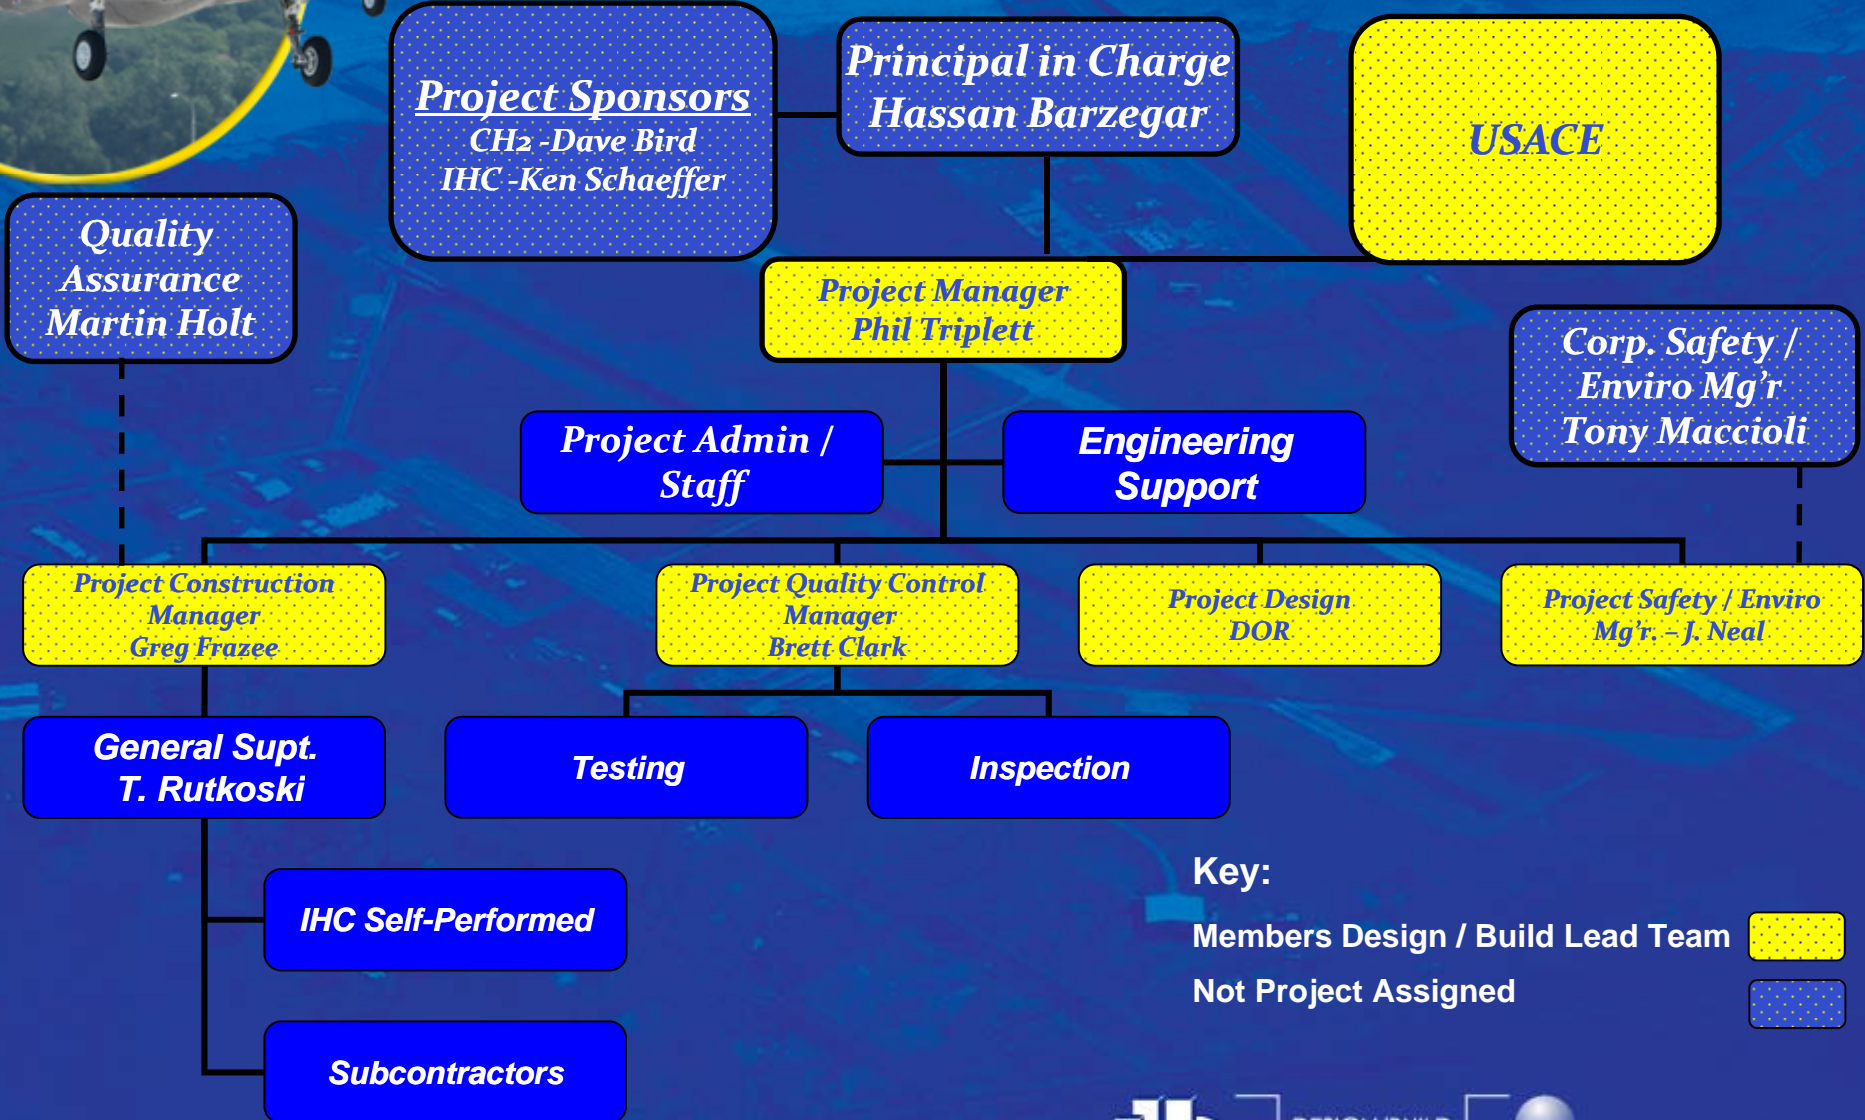 Project Sponsors
CH2 -Dave Bird
IHC -Ken Schaeffer
Principal in Charge
Hassan Barzegar
USACE
Quality
Assurance
Martin Holt
Project Manager
Phil Triplett
Corp. Safety /
Enviro Mg'r
Tony Maccioli
Project Admin /
Staff
Engineering
Support
Project Construction
Manager
Greg Frazee
Project Quality Control
Manager
Brett Clark
Project Design
DOR
Project Safety / Enviro
Mg'r. – J. Neal
General Supt.
T. Rutkoski
Testing
Inspection
IHC Self-Performed
Subcontractors
Key:
Members Design / Build Lead Team
Not Project Assigned